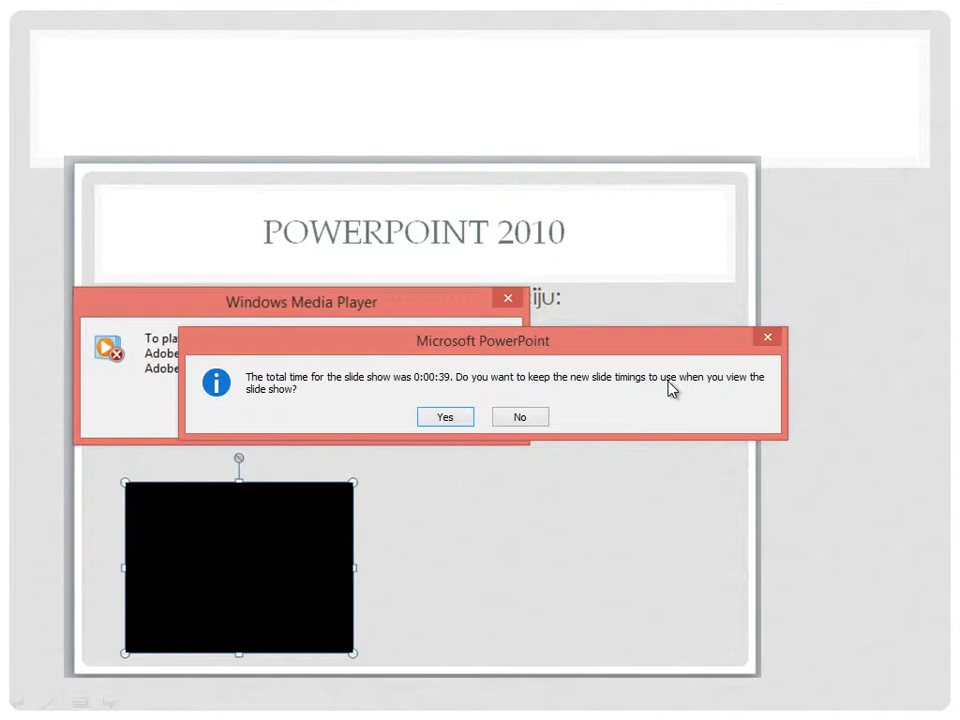 POWERPOINT 2010
iju:
Windows Media Player
To pla
Adobe
Adobe
Microsoft PowerPoint
The total time for the slide show was 0:00:39. Do you want to keep the new slide timings to use when you view the
slide show?
Yes
No